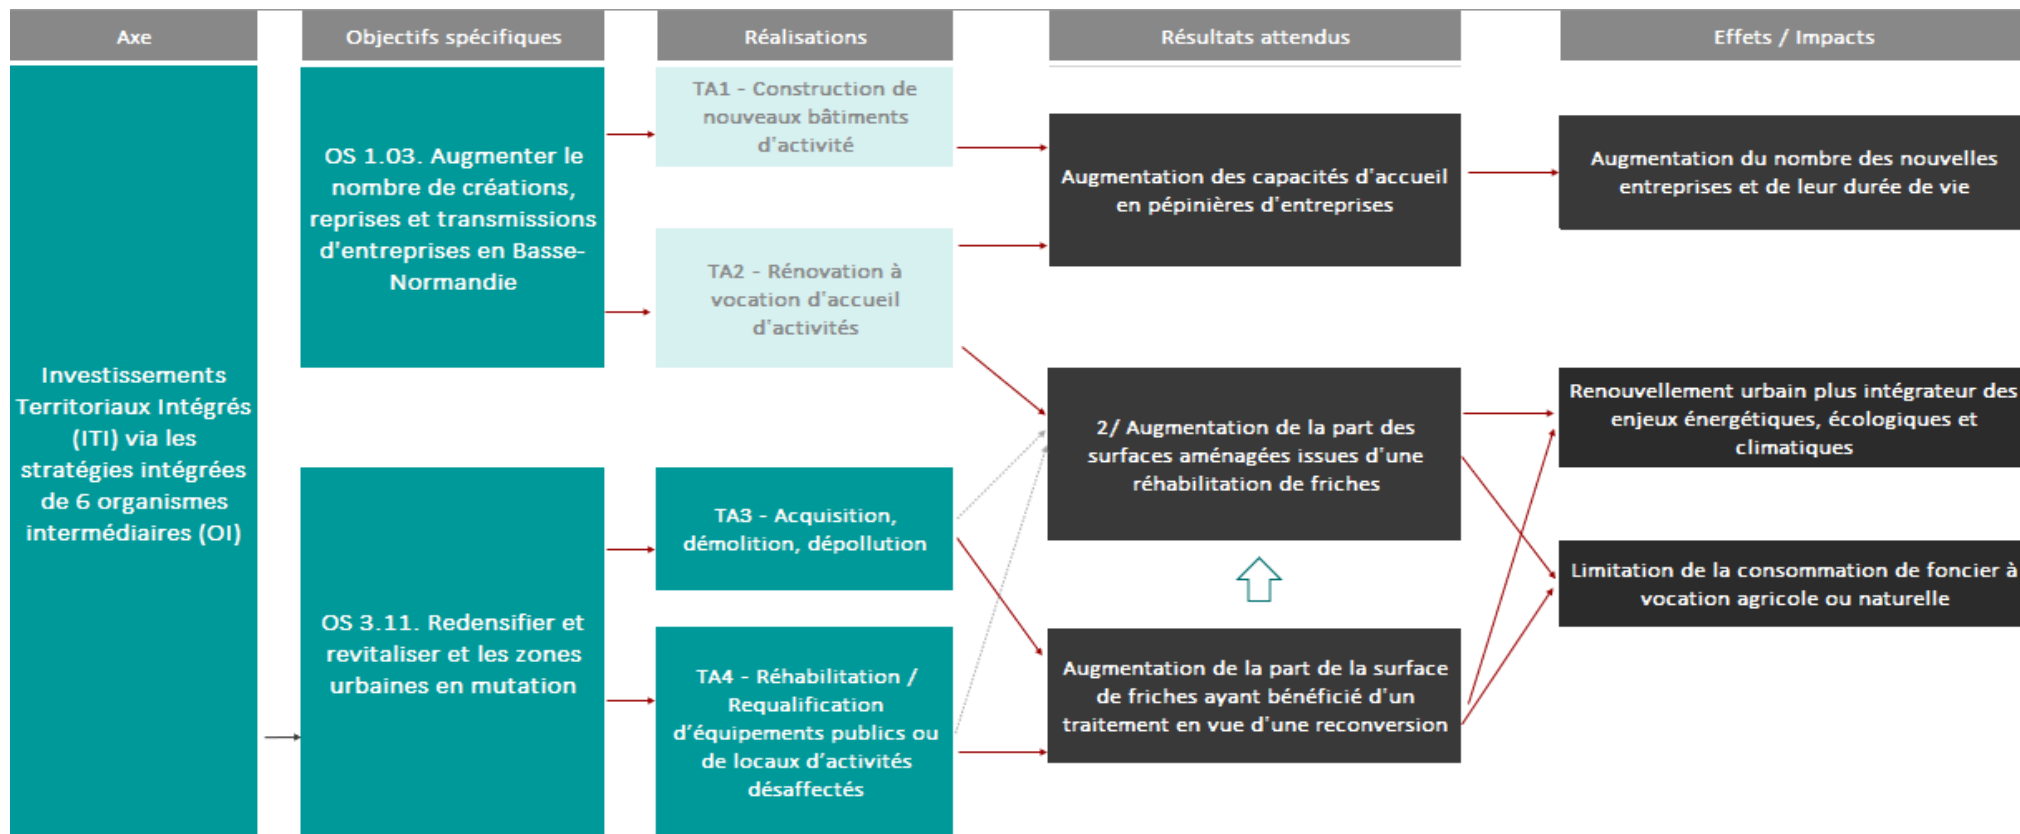 Axe
Objectifs spécifiques
Réalisations
Résultats attendus
Effets / Impacts
Investissements
Territoriaux Intégrés
(ITI) via les
stratégies intégrées
de 6 organismes
intermédiaires (OI)
OS 1.03. Augmenter le
nombre de créations,
reprises et transmissions
d'entreprises en Basse-
Normandie
OS 3.11. Redensifier et
revitaliser et les zones
urbaines en mutation
TA1 - Construction de
nouveaux bâtiments
d'activité
TA2 - Rénovation à
vocation d'accueil
d'activités
TA3 - Acquisition,
démolition, dépollution
TA4 - Réhabilitation /
Requalification
d'équipements publics ou
de locaux d'activités
désaffectés
Augmentation des capacités d'accueil
en pépinières d'entreprises
2/ Augmentation de la part des
surfaces aménagées issues d'une
réhabilitation de friches
Augmentation de la part de la surface
de friches ayant bénéficié d'un
traitement en vue d'une reconversion
Augmentation du nombre des nouvelles
entreprises et de leur durée de vie
Renouvellement urbain plus intégrateur des
enjeux énergétiques, écologiques et
climatiques
Limitation de la consommation de foncier à
vocation agricole ou naturelle